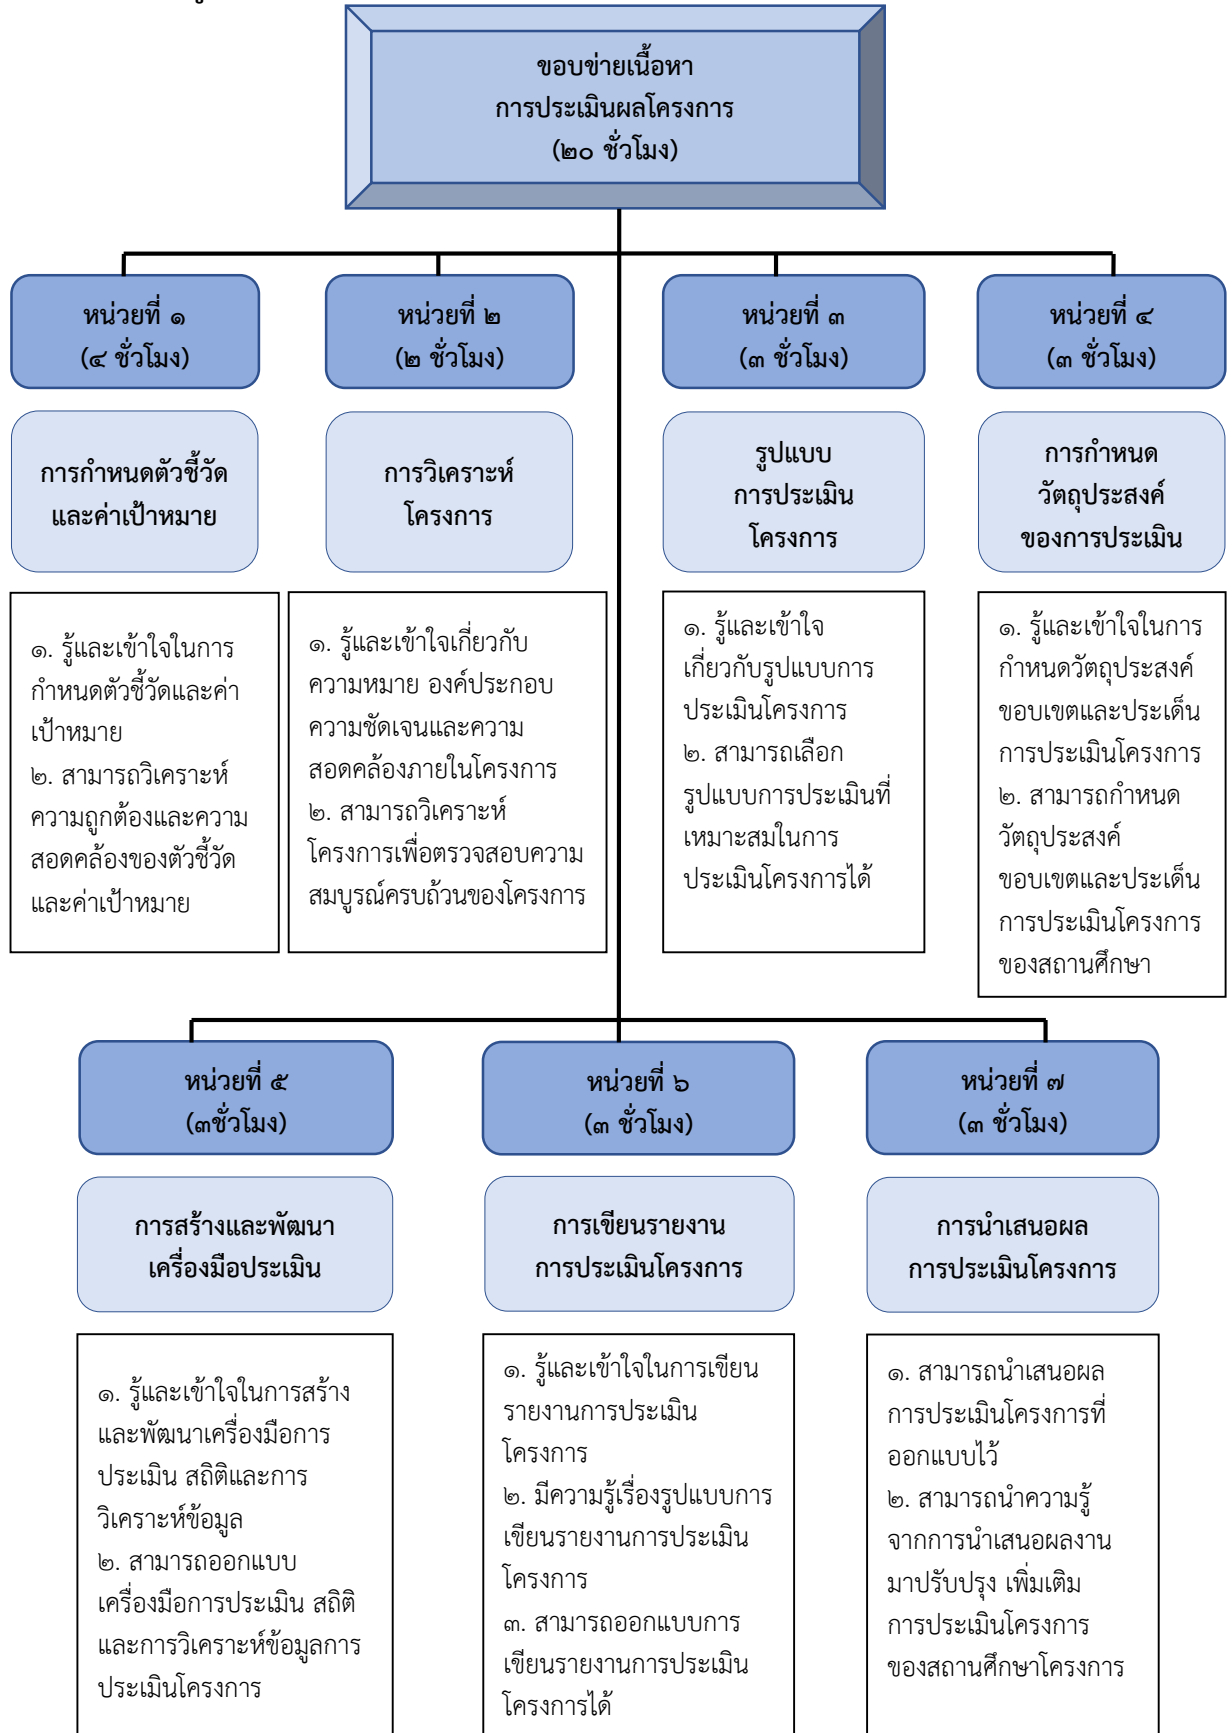 ขอบข่ายเนื้อหา
การประเมินผลโครงการ
(๒๐ ชั่วโมง)
หน่วยที่ ๑
(๔ ชั่วโมง)
การกำหนดตัวชี้วัด
และค่าเป้าหมาย
๑. รู้และเข้าใจในการ
กำหนดตัวชี้วัดและค่า
เป้าหมาย
๒. สามารถวิเคราะห์
ความถูกต้องและความ
สอดคล้องของตัวชี้วัด
และค่าเป้าหมาย
หน่วยที่ ๒
(๒ ชั่วโมง)
การวิเคราะห์
โครงการ
๑. รู้และเข้าใจเกี่ยวกับ
ความหมาย องค์ประกอบ
ความชัดเจนและความ
สอดคล้องภายในโครงการ
๒. สามารถวิเคราะห์
โครงการเพื่อตรวจสอบความ
สมบูรณ์ครบถ้วนของโครงการ
หน่วยที่ ๓
(๓ ชั่วโมง)
รูปแบบ
การประเมิน
โครงการ
๑. รู้และเข้าใจ
เกี่ยวกับรูปแบบการ
ประเมินโครงการ
๒. สามารถเลือก
รูปแบบการประเมินที่
เหมาะสมในการ
ประเมินโครงการได้
หน่วยที่ ๔
(๓ ชั่วโมง)
การกำหนด
วัตถุประสงค์
ของการประเมิน
๑. รู้และเข้าใจในการ
กำหนดวัตถุประสงค์
ขอบเขตและประเด็น
การประเมินโครงการ
๒. สามารถกำหนด
วัตถุประสงค์
ขอบเขตและประเด็น
การประเมินโครงการ
ของสถานศึกษา
หน่วยที่ ๕
(๓ชั่วโมง)
การสร้างและพัฒนา
เครื่องมือประเมิน
๑. รู้และเข้าใจในการสร้าง
และพัฒนาเครื่องมือการ
ประเมิน สถิติและการ
วิเคราะห์ข้อมูล
๒. สามารถออกแบบ
เครื่องมือการประเมิน สถิติ
และการวิเคราะห์ข้อมูลการ
ประเมินโครงการ
หน่วยที่ ๖
(๓ ชั่วโมง)
การเขียนรายงาน
การประเมินโครงการ
๑. รู้และเข้าใจในการเขียน
รายงานการประเมิน
โครงการ
๒. มีความรู้เรื่องรูปแบบการ
เขียนรายงานการประเมิน
โครงการ
๓. สามารถออกแบบการ
เขียนรายงานการประเมิน
โครงการได้
หน่วยที่ ๗
(๓ ชั่วโมง)
การนำเสนอผล
การประเมินโครงการ
๑. สามารถนำเสนอผล
การประเมินโครงการที่
ออกแบบไว้
๒. สามารถนำความรู้
จากการนำเสนอผลงาน
มาปรับปรุง เพิ่มเติม
การประเมินโครงการ
ของสถานศึกษาโครงการ